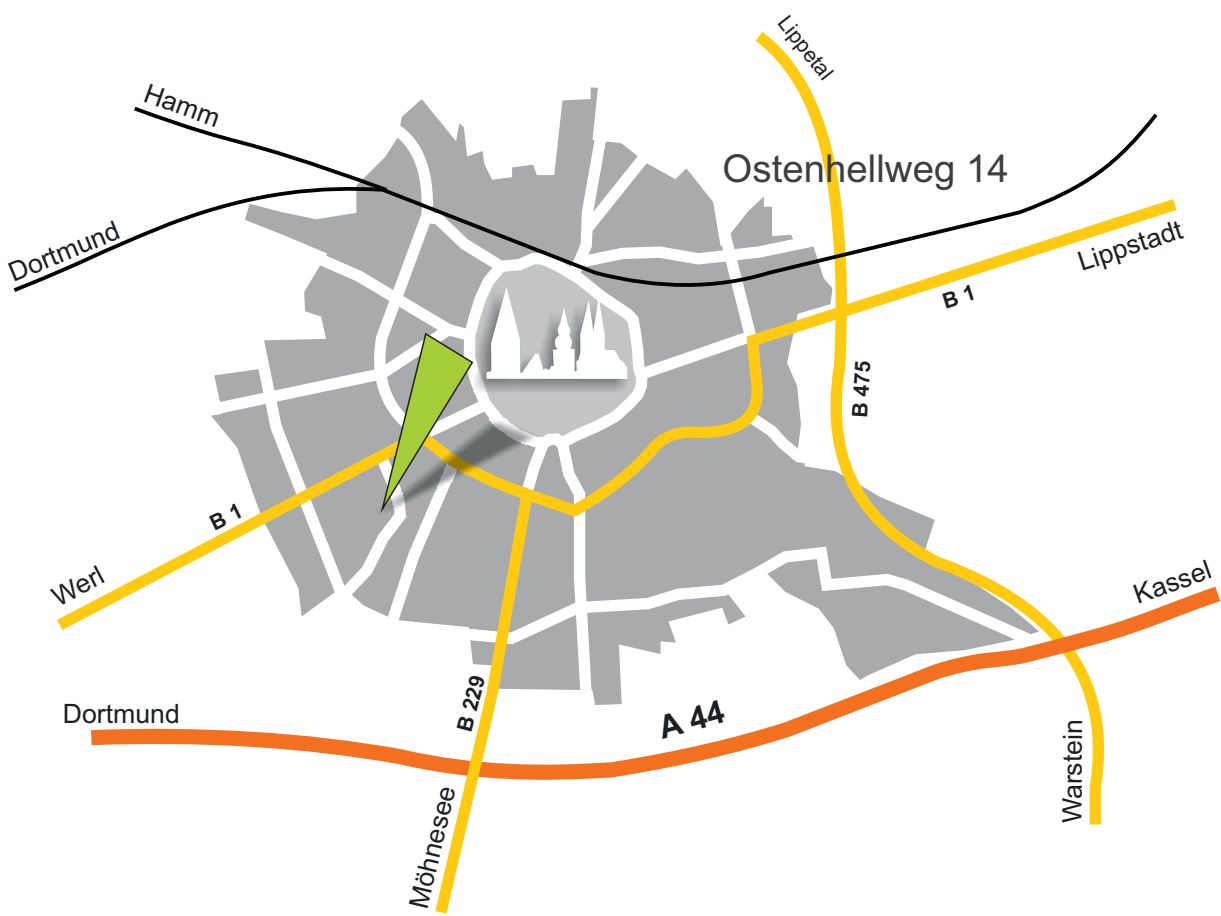 Lippetal
Hamm
Ostenhellweg 14
Dortmund
Lippstadt
B 1
B 475
B 1
Werl
Kassel
B 229
A 44
Dortmund
Warstein
Möhnesee